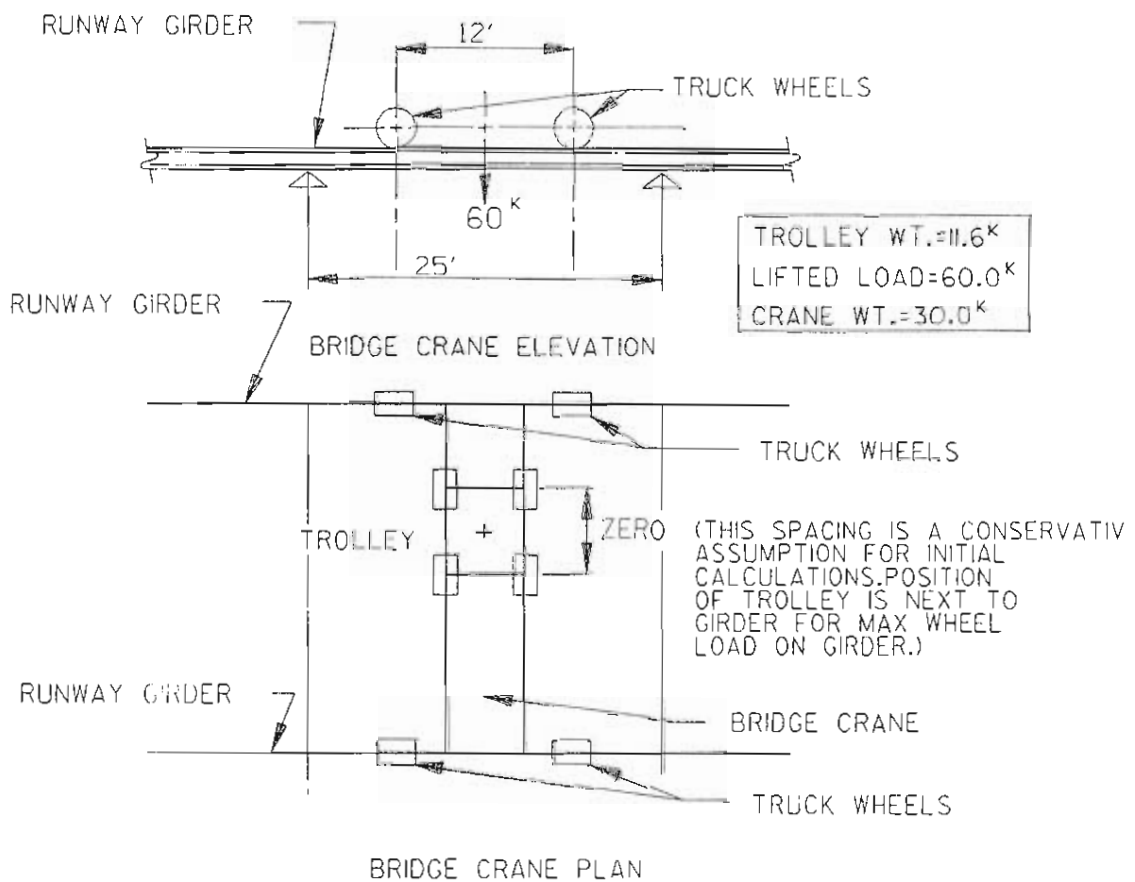 RUNWAY GIRDER
12'
TRUCK WHEELS
60K
TROLLEY WT.=11.6K
LIFTED LOAD=60.0K
CRANE WT.=30.0K
25'
RUNWAY GIRDER
BRIDGE CRANE ELEVATION
TRUCK WHEELS
TROLLEY
ZERO
(THIS SPACING IS A CONSERVATIV
ASSUMPTION FOR INITIAL
CALCULATIONS.POSITION
OF TROLLEY IS NEXT TO
GIRDER FOR MAX WHEEL
LOAD ON GIRDER.)
RUNWAY GIRDER
BRIDGE CRANE
TRUCK WHEELS
BRIDGE CRANE PLAN